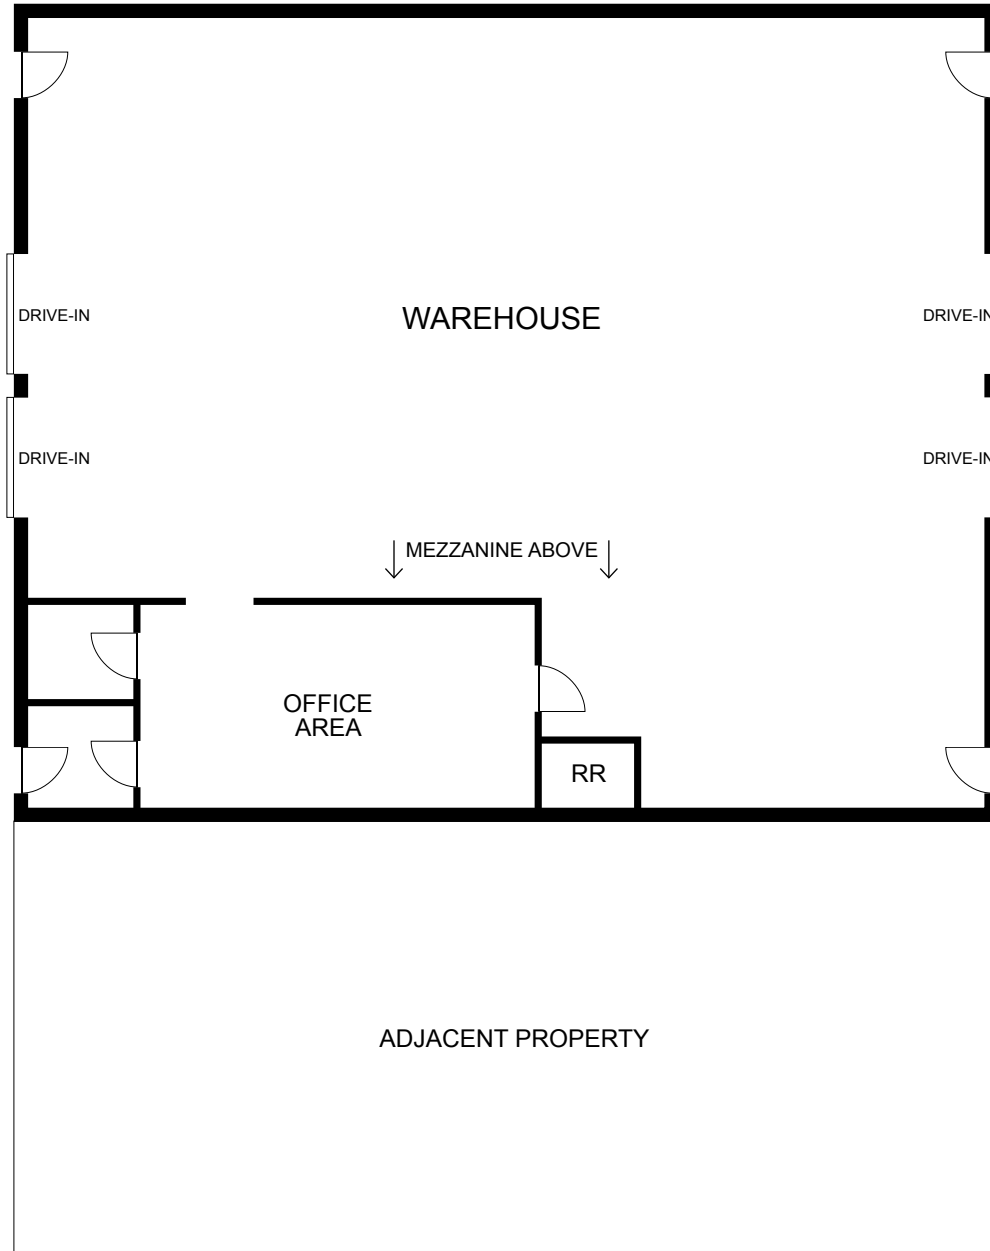 DRIVE-IN
WAREHOUSE
DRIVE-IN
DRIVE-IN
DRIVE-IN
MEZZANINE ABOVE
OFFICE
AREA
RR
ADJACENT PROPERTY